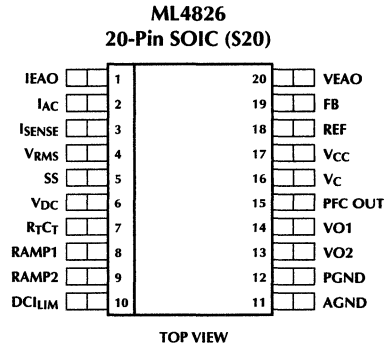 ML4826
20-Pin SOIC (S20)
IEAO 1 20 VEAO
IAC 2 19 FB
ISENSE 3 18 REF
VRMS 4 17 VCC
SS 5 16 VC
VDC 6 15 PFC OUT
RTCT 7 14 VO1
RAMP1 8 13 VO2
RAMP2 9 12 PGND
DCILIM 10 11 AGND
TOP VIEW